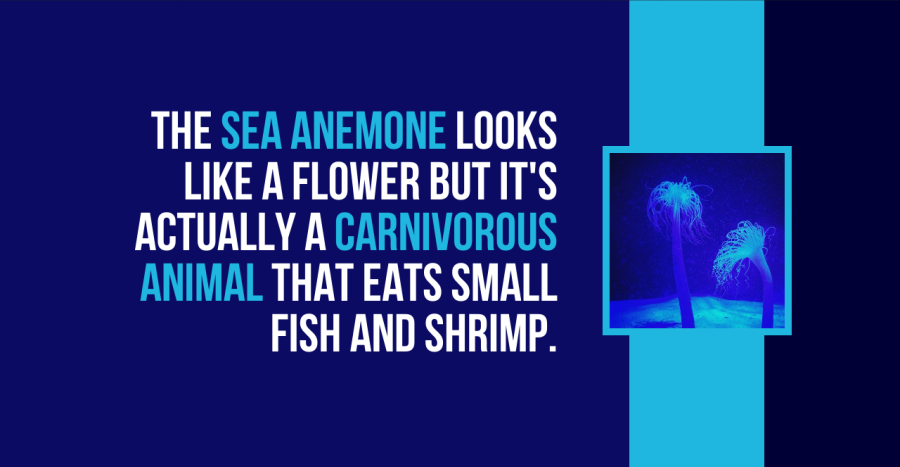 THE SEA ANEMONE LOOKS
LIKE A FLOWER BUT IT'S
ACTUALLY A CARNIVOROUS
ANIMAL THAT EATS SMALL
FISH AND SHRIMP.